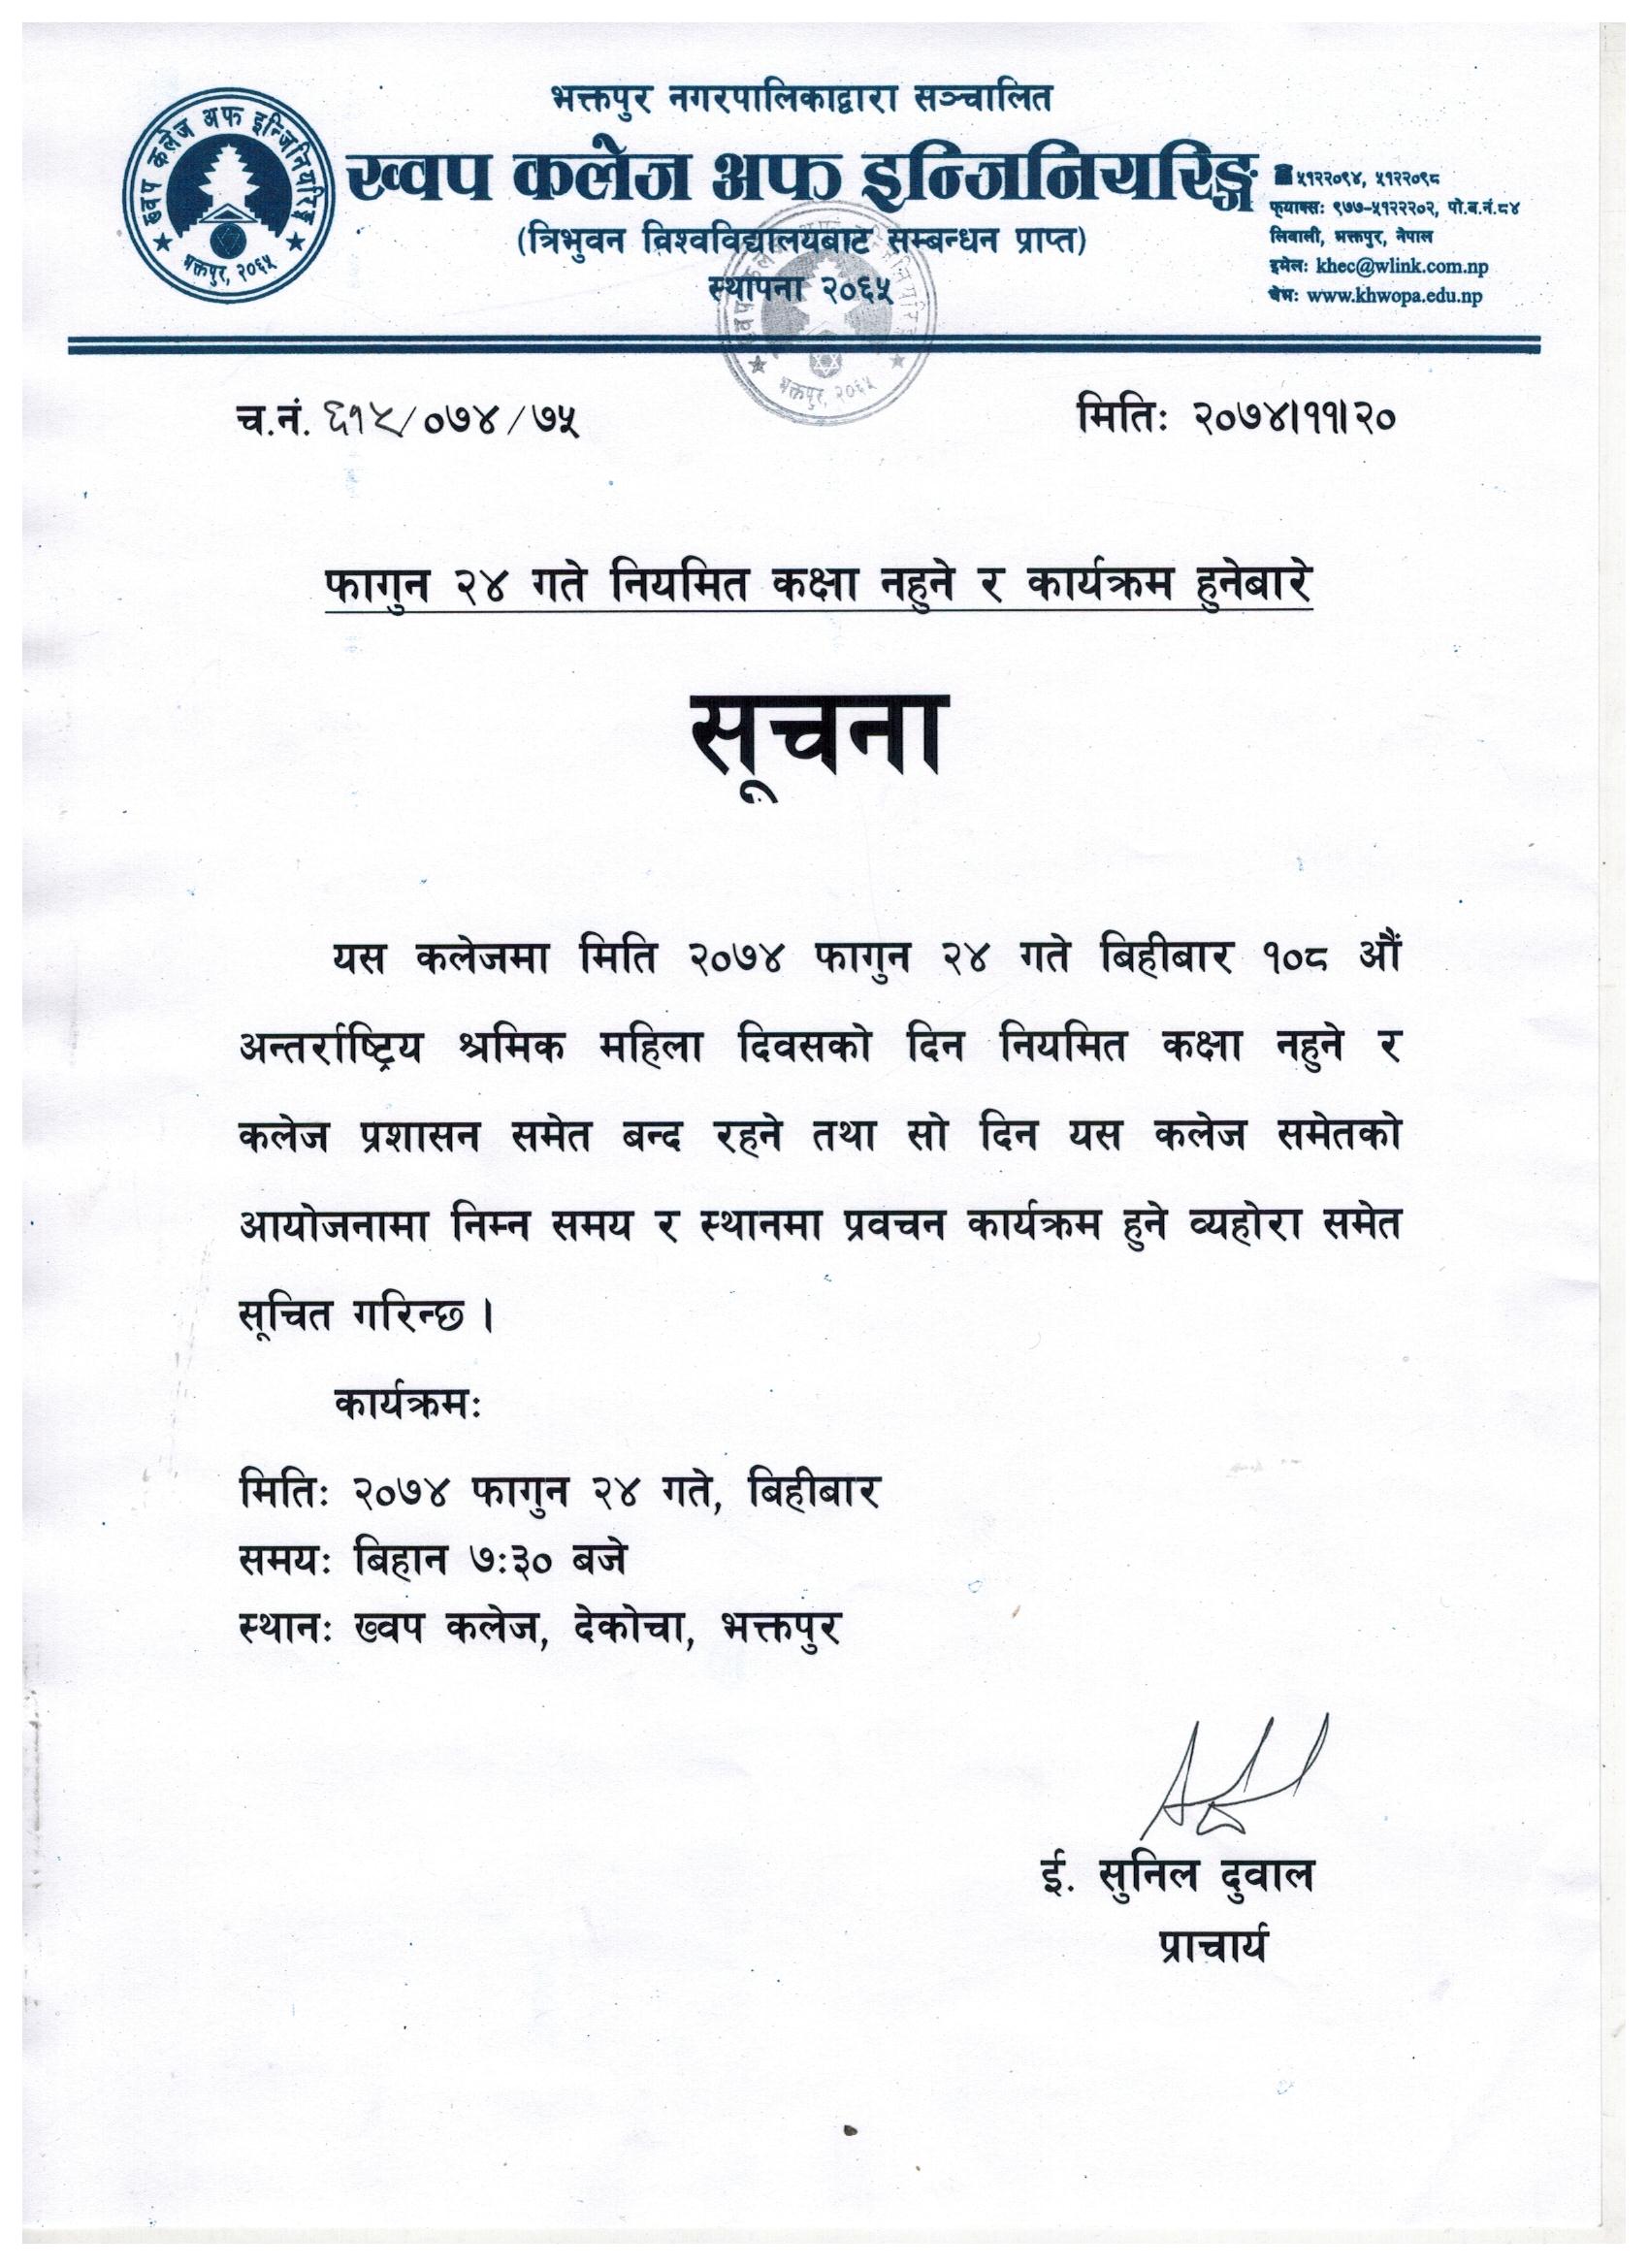 भक्तपुर नगरपालिकाद्वारा सञ्चालित
ख्वप कलेज अफ इन्जिनियरिङ्ग
(त्रिभुवन विश्वविद्यालयबाट सम्बन्धन प्राप्त)
स्थापना २०६५
ख्वप कलेज अफ इन्जिनियरिङ्ग
भक्तपुर, २०६५
☎५१२२०९४, ५१२२०९८
फ्याक्सः ९७७-५१२२२०२, पो.ब.नं.८४
लिवाली, भक्तपुर, नेपाल
इमेलः khec@wlink.com.np
वेभः www.khwopa.edu.np
भक्तपुर, २०६५
च.नं. ६१५/०७४/७५
मितिः २०७४।११।२०
फागुन २४ गते नियमित कक्षा नहुने र कार्यक्रम हुनेबारे
सूचना
यस कलेजमा मिति २०७४ फागुन २४ गते बिहीबार १०८ औं
अन्तर्राष्ट्रिय श्रमिक महिला दिवसको दिन नियमित कक्षा नहुने र
कलेज प्रशासन समेत बन्द रहने तथा सो दिन यस कलेज समेतको
आयोजनामा निम्न समय र स्थानमा प्रवचन कार्यक्रम हुने व्यहोरा समेत
सूचित गरिन्छ ।
कार्यक्रमः
मितिः २०७४ फागुन २४ गते, बिहीबार
समयः बिहान ७:३० बजे
स्थानः ख्वप कलेज, देकोचा, भक्तपुर
ई. सुनिल दुवाल
प्राचार्य